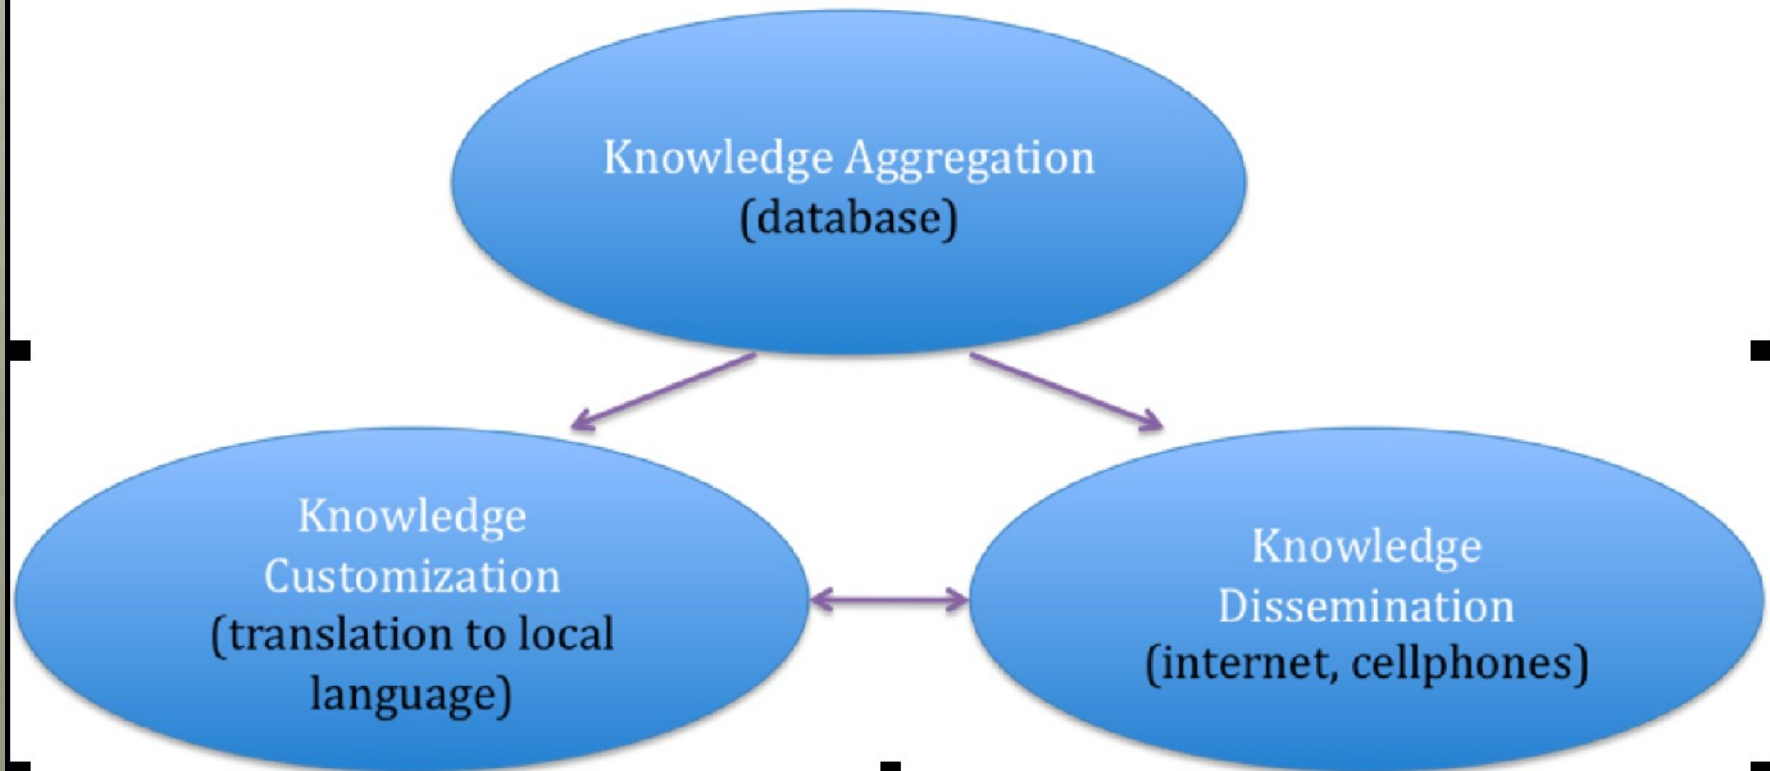 Knowledge Aggregation
(database)
Knowledge
Customization
(translation to local
language)
Knowledge
Dissemination
(internet, cellphones)